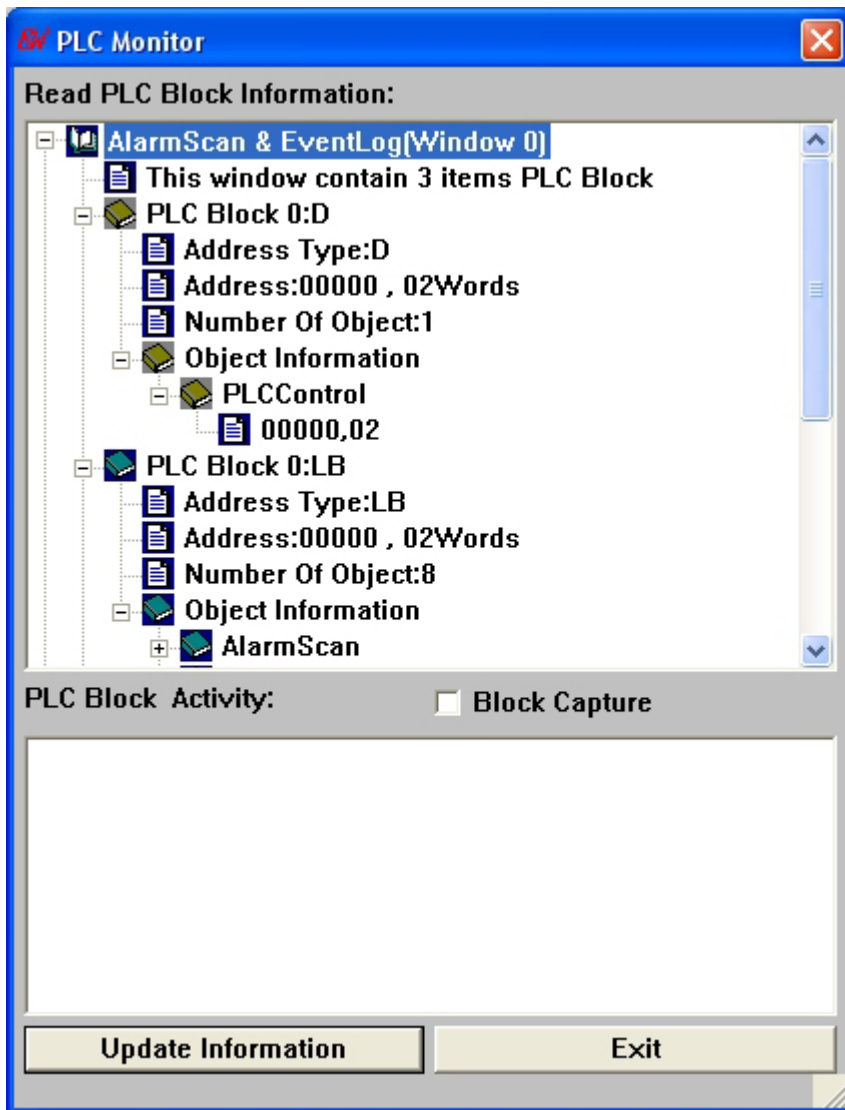 PLC Monitor
Read PLC Block Information:
AlarmScan & EventLog(Window 0)
This window contain 3 items PLC Block
PLC Block 0:D
Address Type:D
Address:00000 , 02Words
Number Of Object:1
Object Information
PLCControl
00000,02
PLC Block 0:LB
Address Type:LB
Address:00000 , 02Words
Number Of Object:8
Object Information
AlarmScan
PLC Block  Activity: Block Capture
Update Information Exit